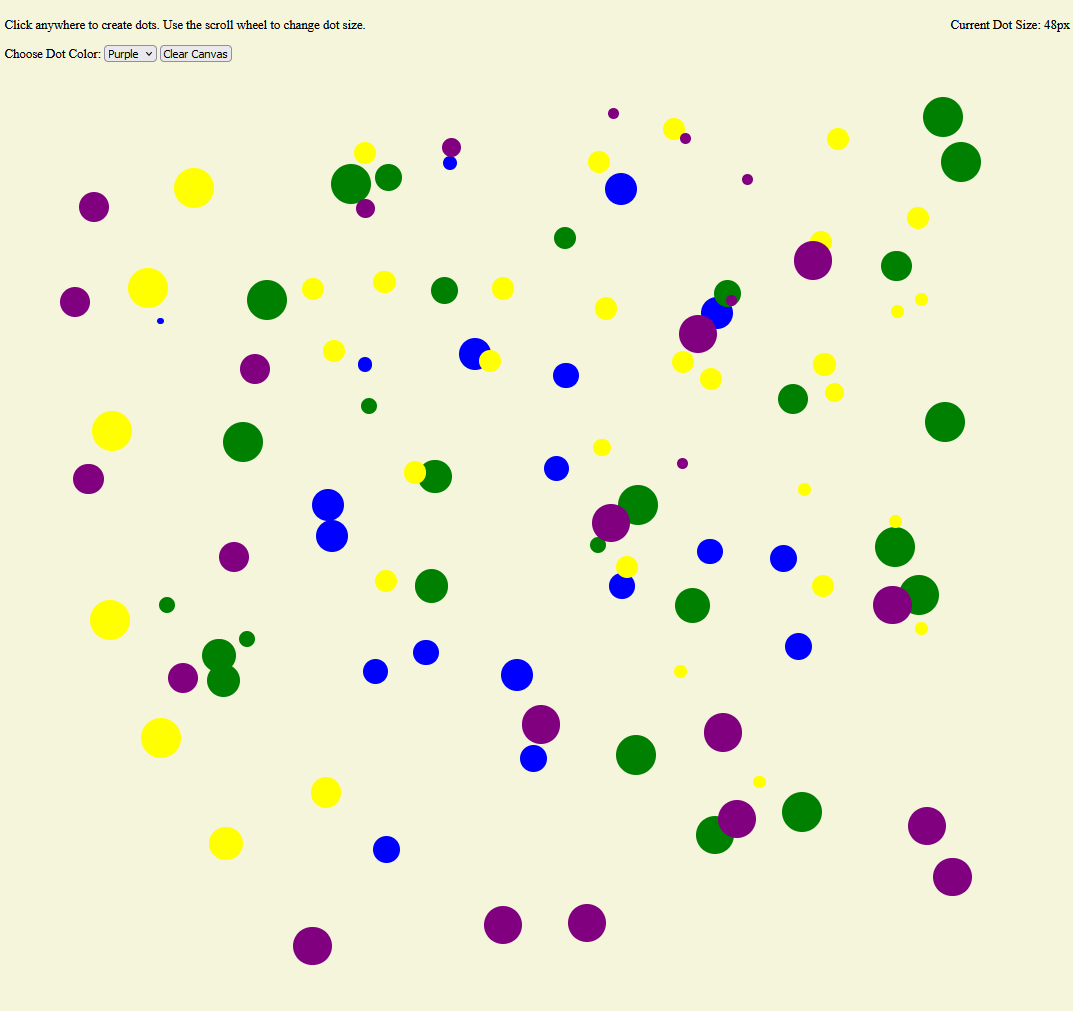 Click anywhere to create dots. Use the scroll wheel to change dot size.
Current Dot Size: 48px
Choose Dot Color: Purple Clear Canvas